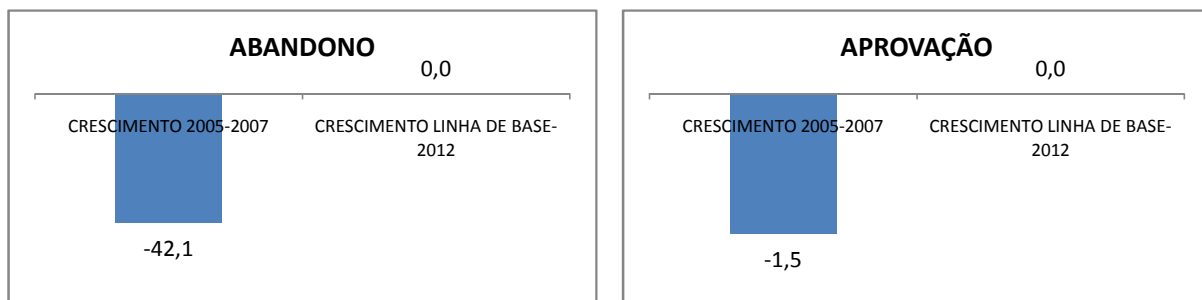 ABANDONO
0,0
CRESCIMENTO 2005-2007
CRESCIMENTO LINHA DE BASE-
2012
-42,1
APROVAÇÃO
0,0
CRESCIMENTO 2005-2007
CRESCIMENTO LINHA DE BASE-
2012
-1,5